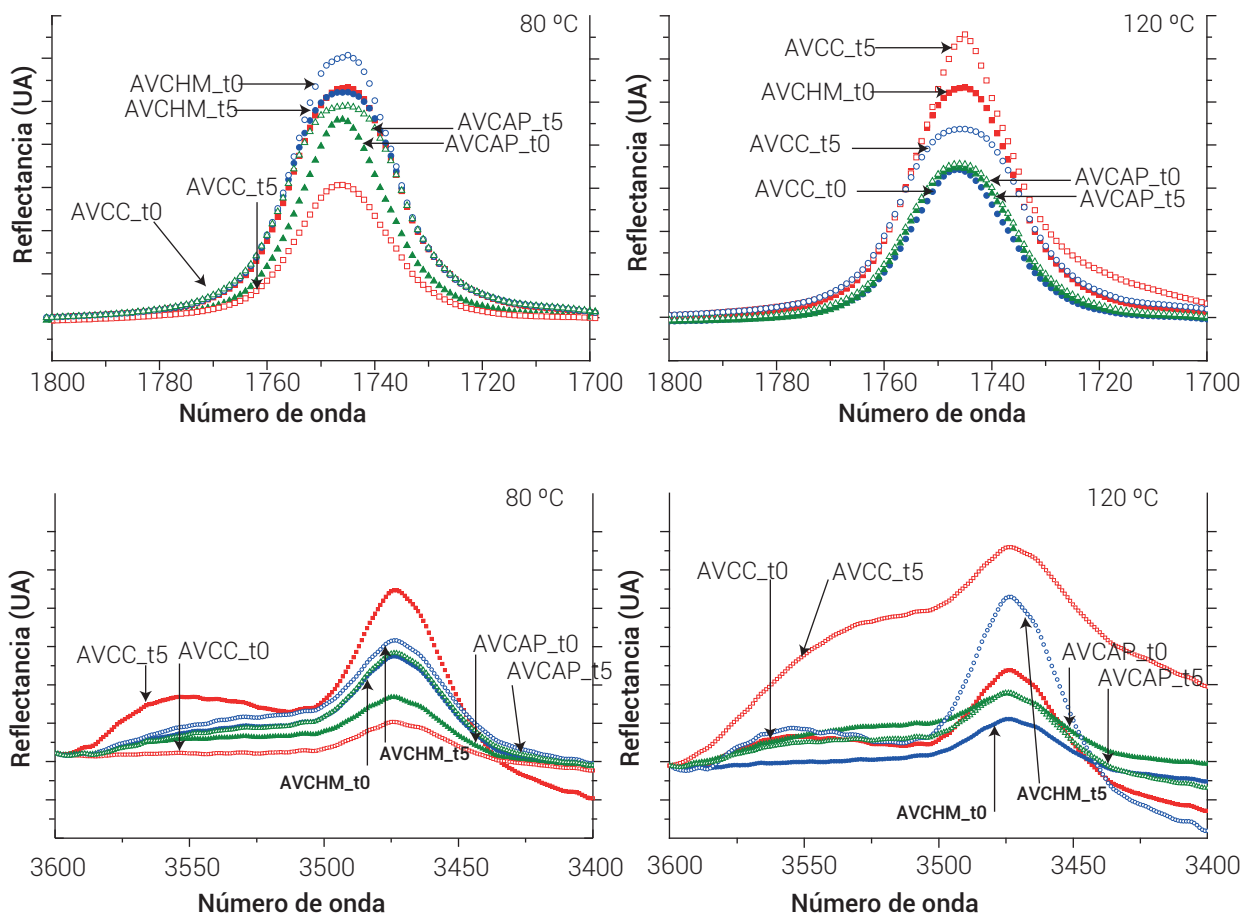 80 ºC
Reflectancia (UA)
AVCHM_t0
AVCHM_t5
AVCAP_t5
AVCAP_t0
AVCC_t5
AVCC_t0
1800 1780 1760 1740 1720 1700
Número de onda
120 ºC
Reflectancia (UA)
AVCC_t5
AVCHM_t0
AVCC_t5
AVCC_t0
AVCAP_t0
AVCAP_t5
1800 1780 1760 1740 1720 1700
Número de onda
80 ºC
Reflectancia (UA)
AVCC_t5
AVCC_t0
AVCAP_t0
AVCAP_t5
AVCHM_t5
AVCHM_t0
3600 3550 3500 3450 3400
Número de onda
120 ºC
Reflectancia (UA)
AVCC_t0
AVCC_t5
AVCAP_t0
AVCAP_t5
AVCHM_t5
AVCHM_t0
3600 3550 3500 3450 3400
Número de onda